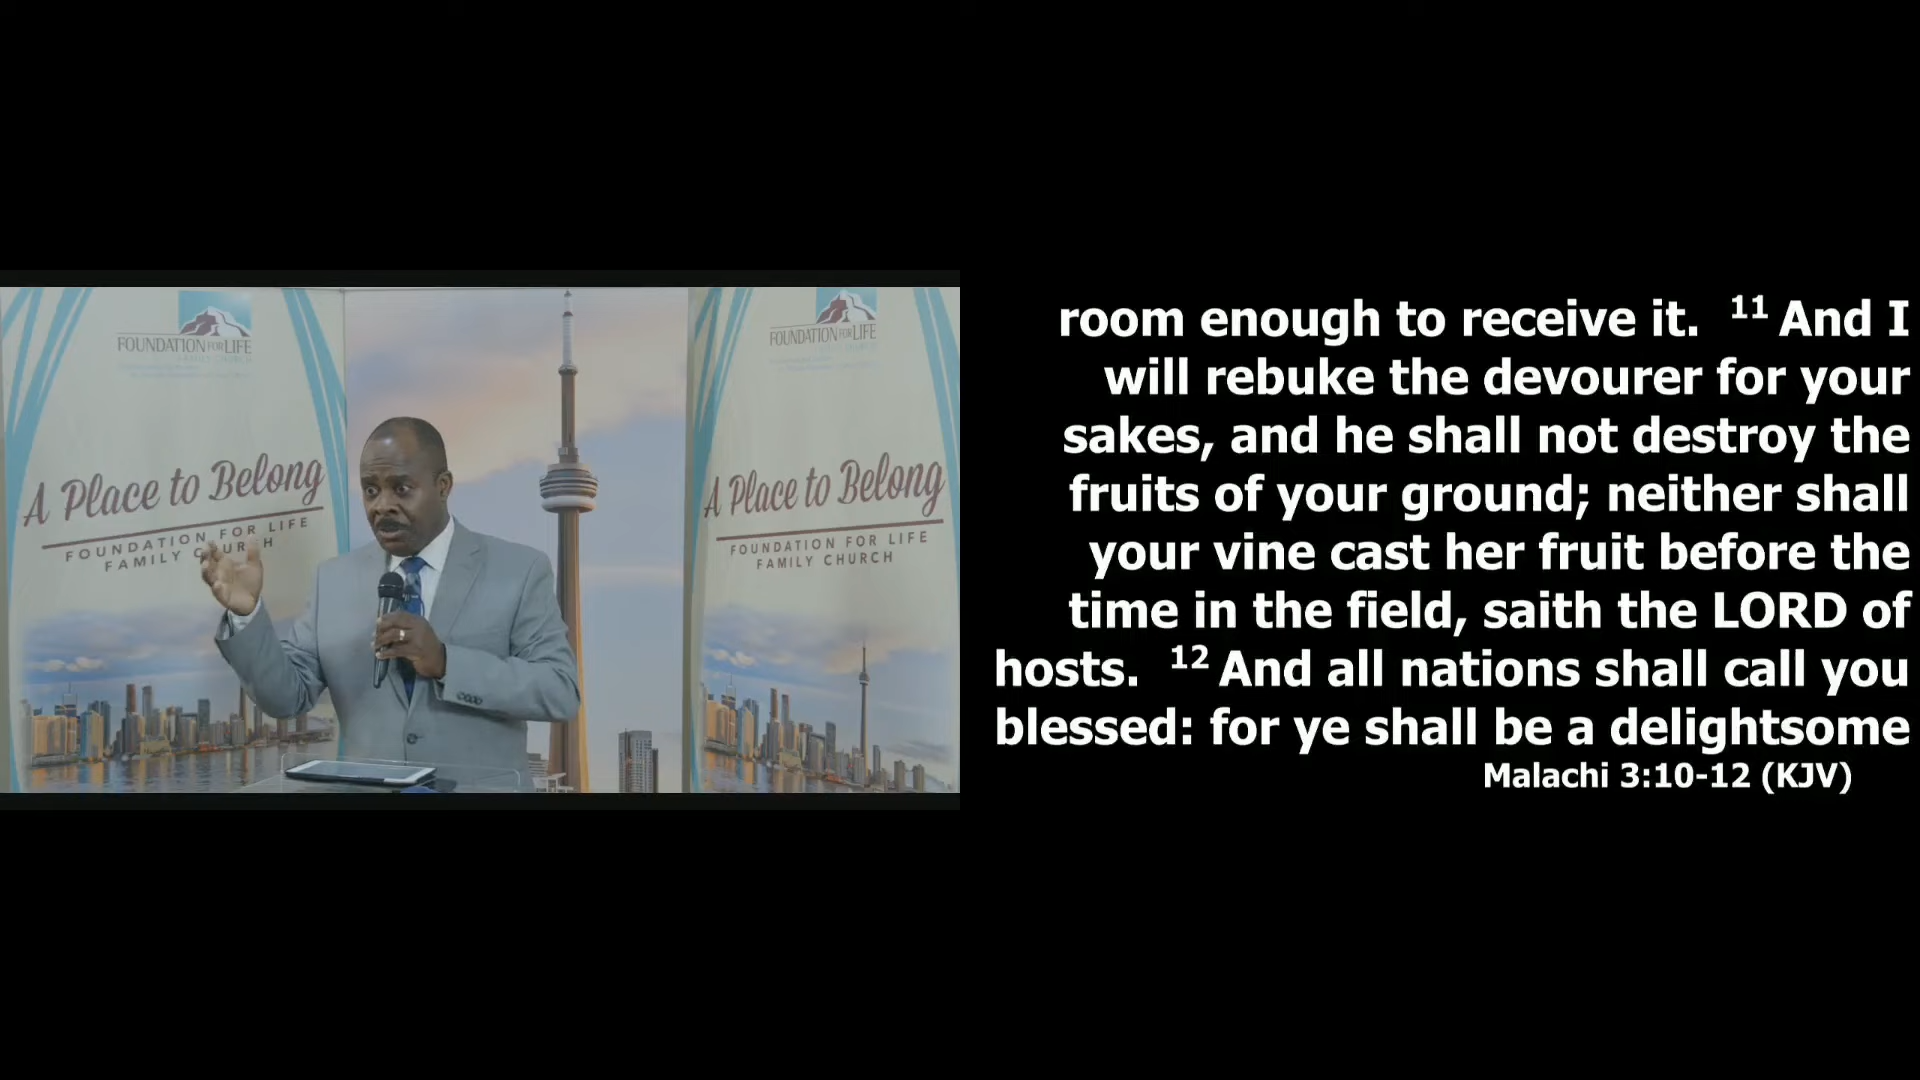 FOUNDATION FOR LIFE
FAMILY CHURCH
A Place to Belong
FOUNDATION FOR LIFE
FAMILY CHURCH
FOUNDATION FOR LIFE
A Place to Belong
FOUNDATION FOR LIFE
FAMILY CHURCH
room enough to receive it. 11 And I
will rebuke the devourer for your
sakes, and he shall not destroy the
fruits of your ground; neither shall
your vine cast her fruit before the
time in the field, saith the LORD of
hosts. 12 And all nations shall call you
blessed: for ye shall be a delightsome
Malachi 3:10-12 (KJV)